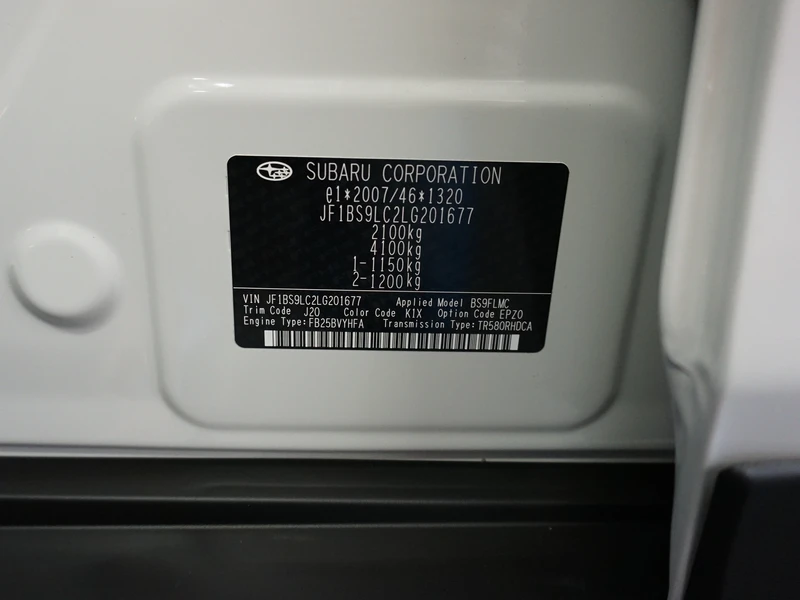 SUBARU CORPORATION
e1*2007/46*1320
JF1BS9LC2LG201677
2100kg
4100kg
1-1150kg
2-1200kg
VIN JF1BS9LC2LG201677 Applied Model BS9FLMC
Trim Code J20 Color Code K1X Option Code EPZO
Engine Type:FB25BVYHFA Transmission Type:TR580RHDCA